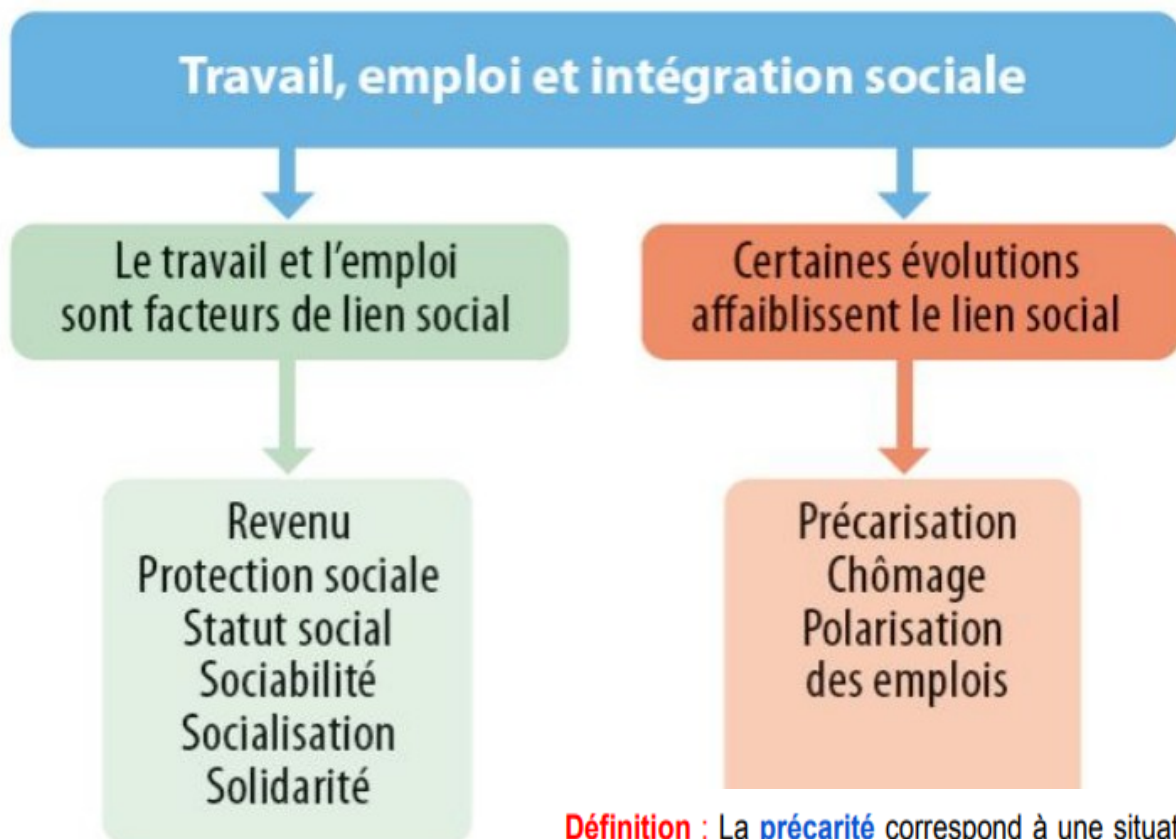 Travail, emploi et intégration sociale
Le travail et l'emploi
sont facteurs de lien social
Certaines évolutions
affaiblissent le lien social
Revenu
Protection sociale
Statut social
Sociabilité
Socialisation
Solidarité
Précarisation
Chômage
Polarisation
des emplois
Définition : La précarité correspond à une